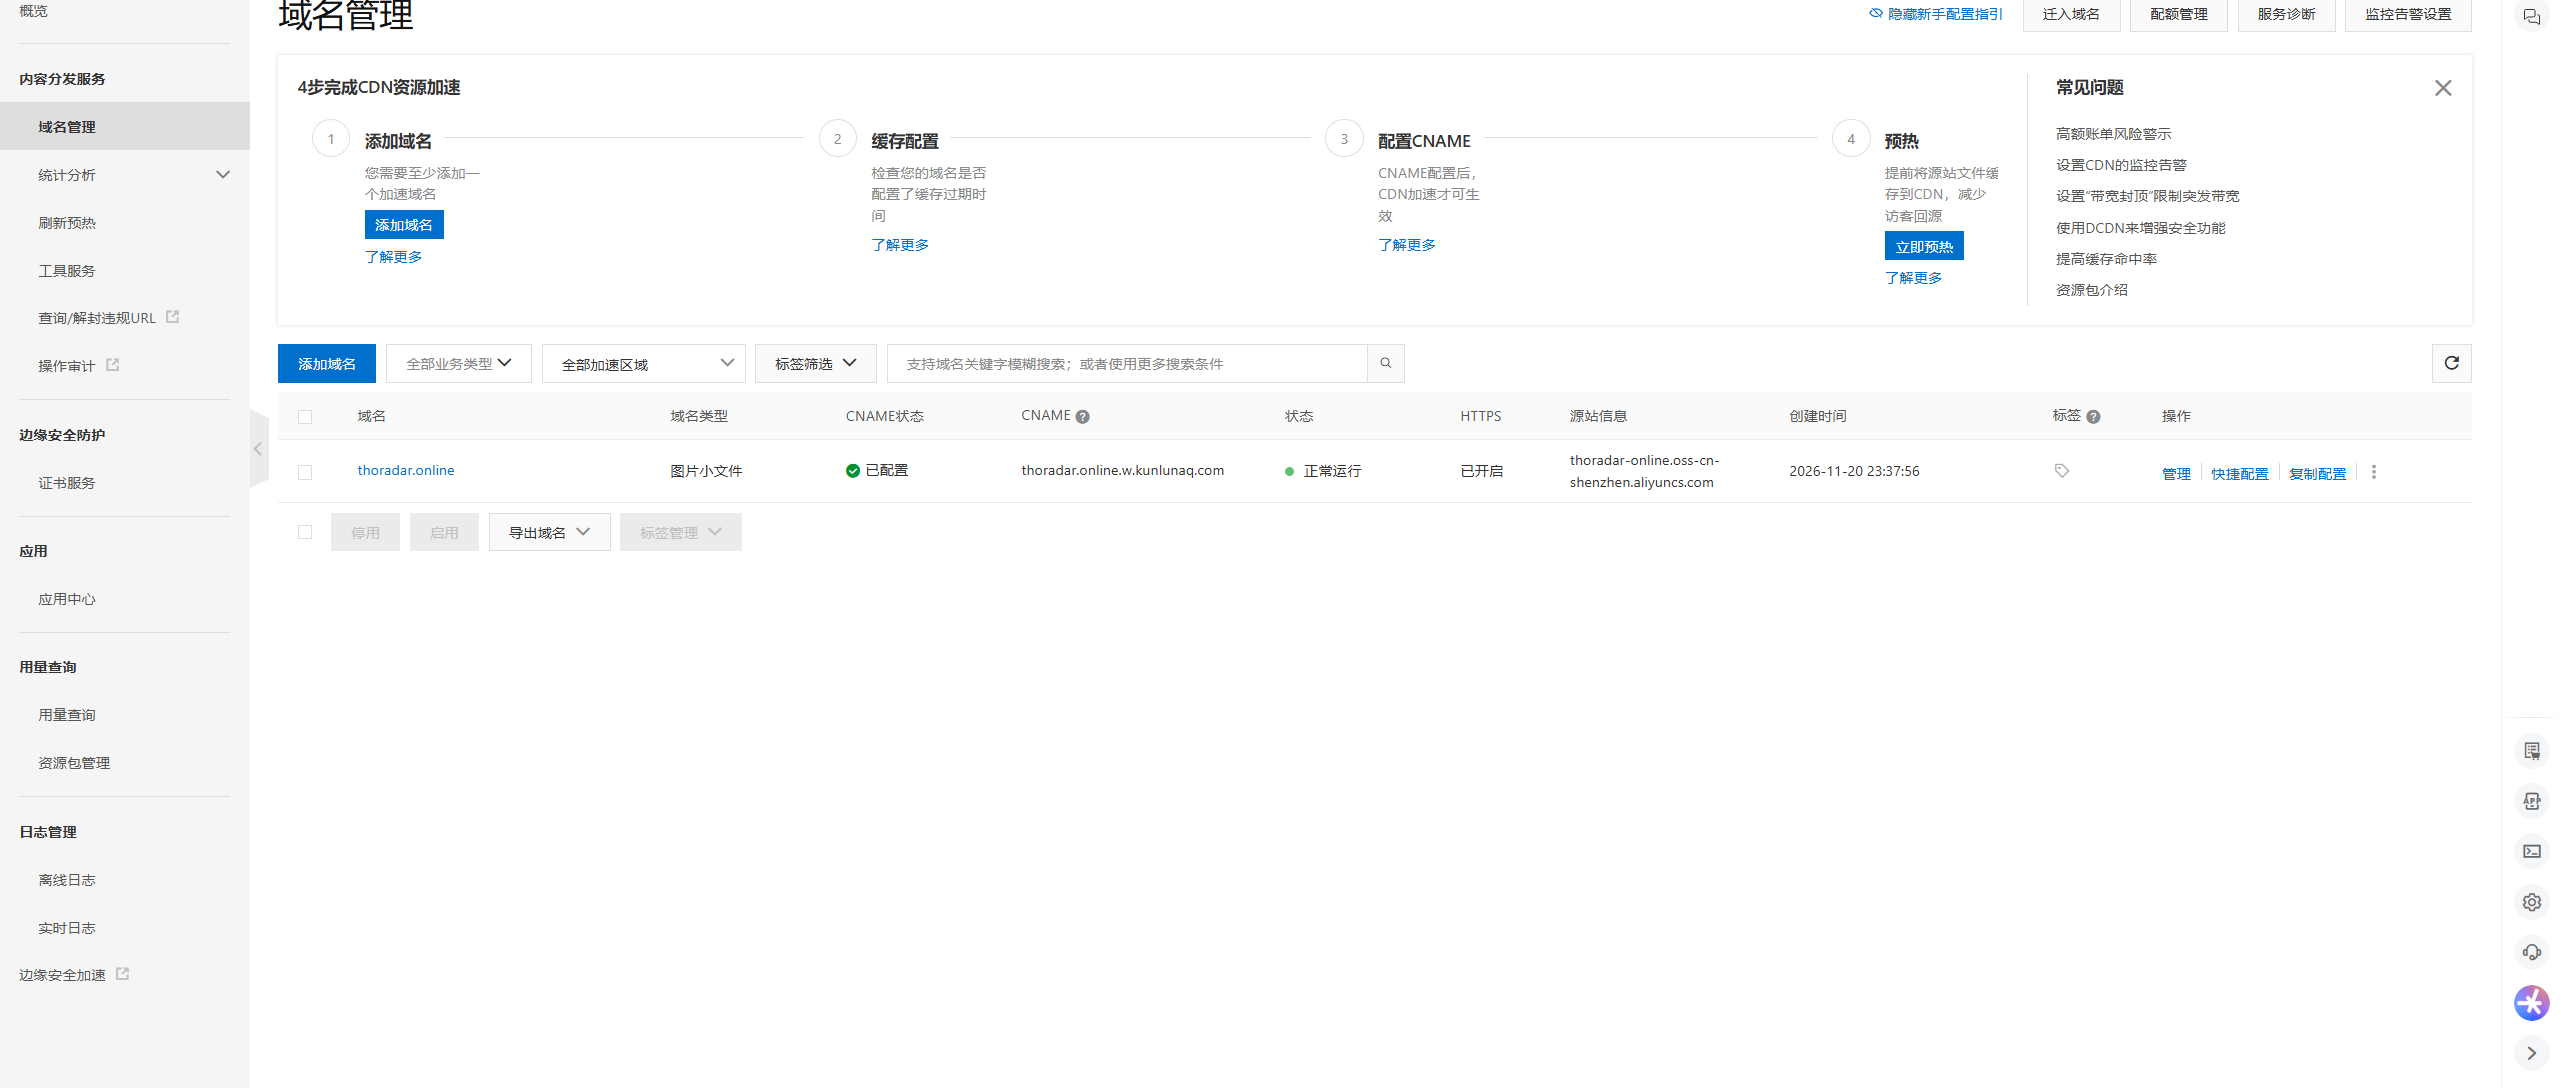 概览
内容分发服务
域名管理
统计分析
刷新预热
工具服务
查询/解封违规URL
操作审计
边缘安全防护
证书服务
应用
应用中心
用量查询
用量查询
资源包管理
日志管理
离线日志
实时日志
边缘安全加速
域名管理
隐藏新手配置指引
迁入域名
配额管理
服务诊断
监控告警设置
4步完成CDN资源加速
1
添加域名
您需要至少添加一
个加速域名
添加域名
了解更多
2
缓存配置
检查您的域名是否
配置了缓存过期时
间
了解更多
3
配置CNAME
CNAME配置后，
CDN加速才可生
效
了解更多
4
预热
提前将源站文件缓
存到CDN，减少
访客回源
立即预热
了解更多
常见问题
高额账单风险警示
设置CDN的监控告警
设置“带宽封顶”限制突发带宽
使用DCDN来增强安全功能
提高缓存命中率
资源包介绍
添加域名
全部业务类型
全部加速区域
标签筛选
支持域名关键字模糊搜索；或者使用更多搜索条件
域名 域名类型 CNAME状态 CNAME ? 状态 HTTPS 源站信息 创建时间 标签 ? 操作
thoradar.online 图片小文件 已配置 thoradar.online.w.kunlunaq.com 正常运行 已开启 thoradar-online.oss-cn-
shenzhen.aliyuncs.com 2026-11-20 23:37:56 管理 快捷配置 复制配置
停用
启用
导出域名
标签管理
APP